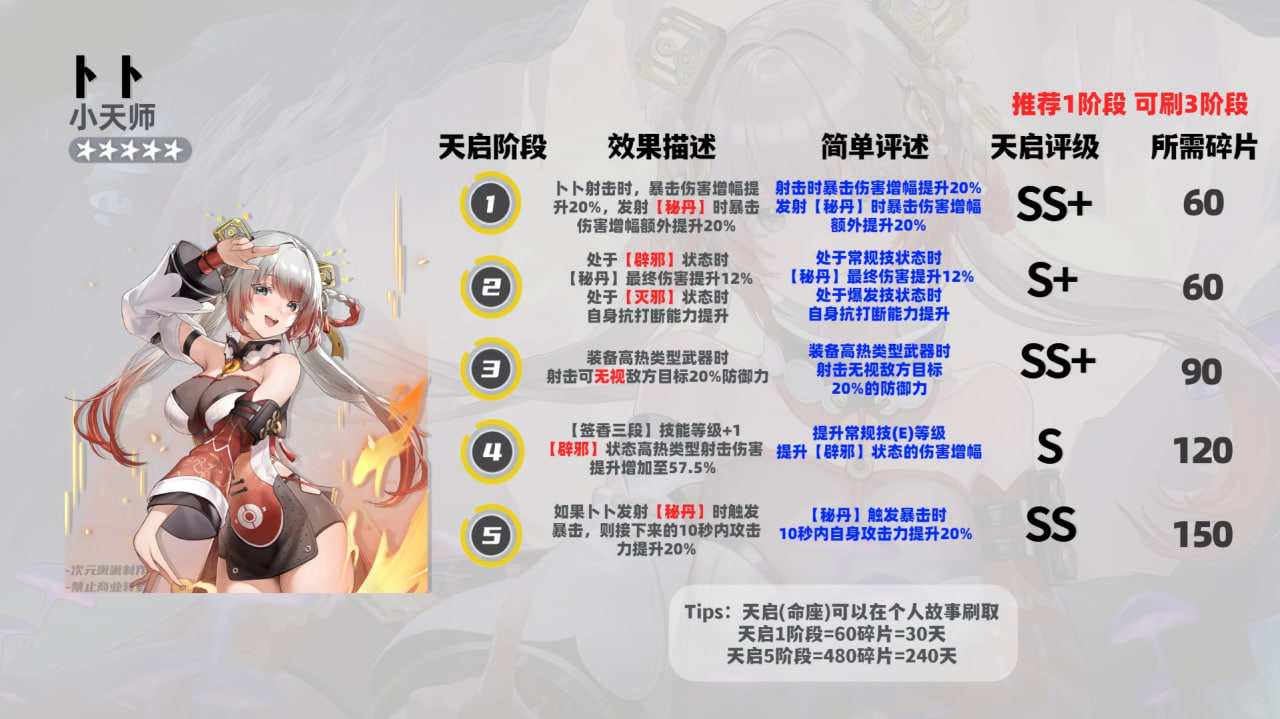 卜卜
小天师
推荐1阶段 可刷3阶段
天启阶段 效果描述 简单评述 天启评级 所需碎片
1
卜卜射击时，暴击伤害增幅提
升20%，发射【秘丹】时暴击
伤害增幅额外提升20%
射击时暴击伤害增幅提升20%
发射【秘丹】时暴击伤害增幅
额外提升20%
SS+
60
2
处于【辟邪】状态时
【秘丹】最终伤害提升12%
处于【灭邪】状态时
自身抗打断能力提升
处于常规技状态时
【秘丹】最终伤害提升12%
处于爆发技状态时
自身抗打断能力提升
S+
60
3
装备高热类型武器时
射击可无视敌方目标20%防御力
装备高热类型武器时
射击无视敌方目标
20%的防御力
SS+
90
4
【签香三段】技能等级+1
【辟邪】状态高热类型射击伤害
提升增加至57.5%
提升常规技(E)等级
提升【辟邪】状态的伤害增幅
S
120
5
如果卜卜发射【秘丹】时触发
暴击，则接下来的10秒内攻击
力提升20%
【秘丹】触发暴击时
10秒内自身攻击力提升20%
SS
150
-次元啾啾制作
-禁止商业转载
Tips：天启(命座)可以在个人故事刷取
天启1阶段=60碎片=30天
天启5阶段=480碎片=240天